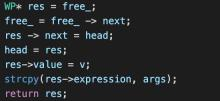 WP* res = free_;
free_ = free_ -> next;
res -> next = head;
head = res;
res->value = v;
strcpy(res->expression, args);
return res;